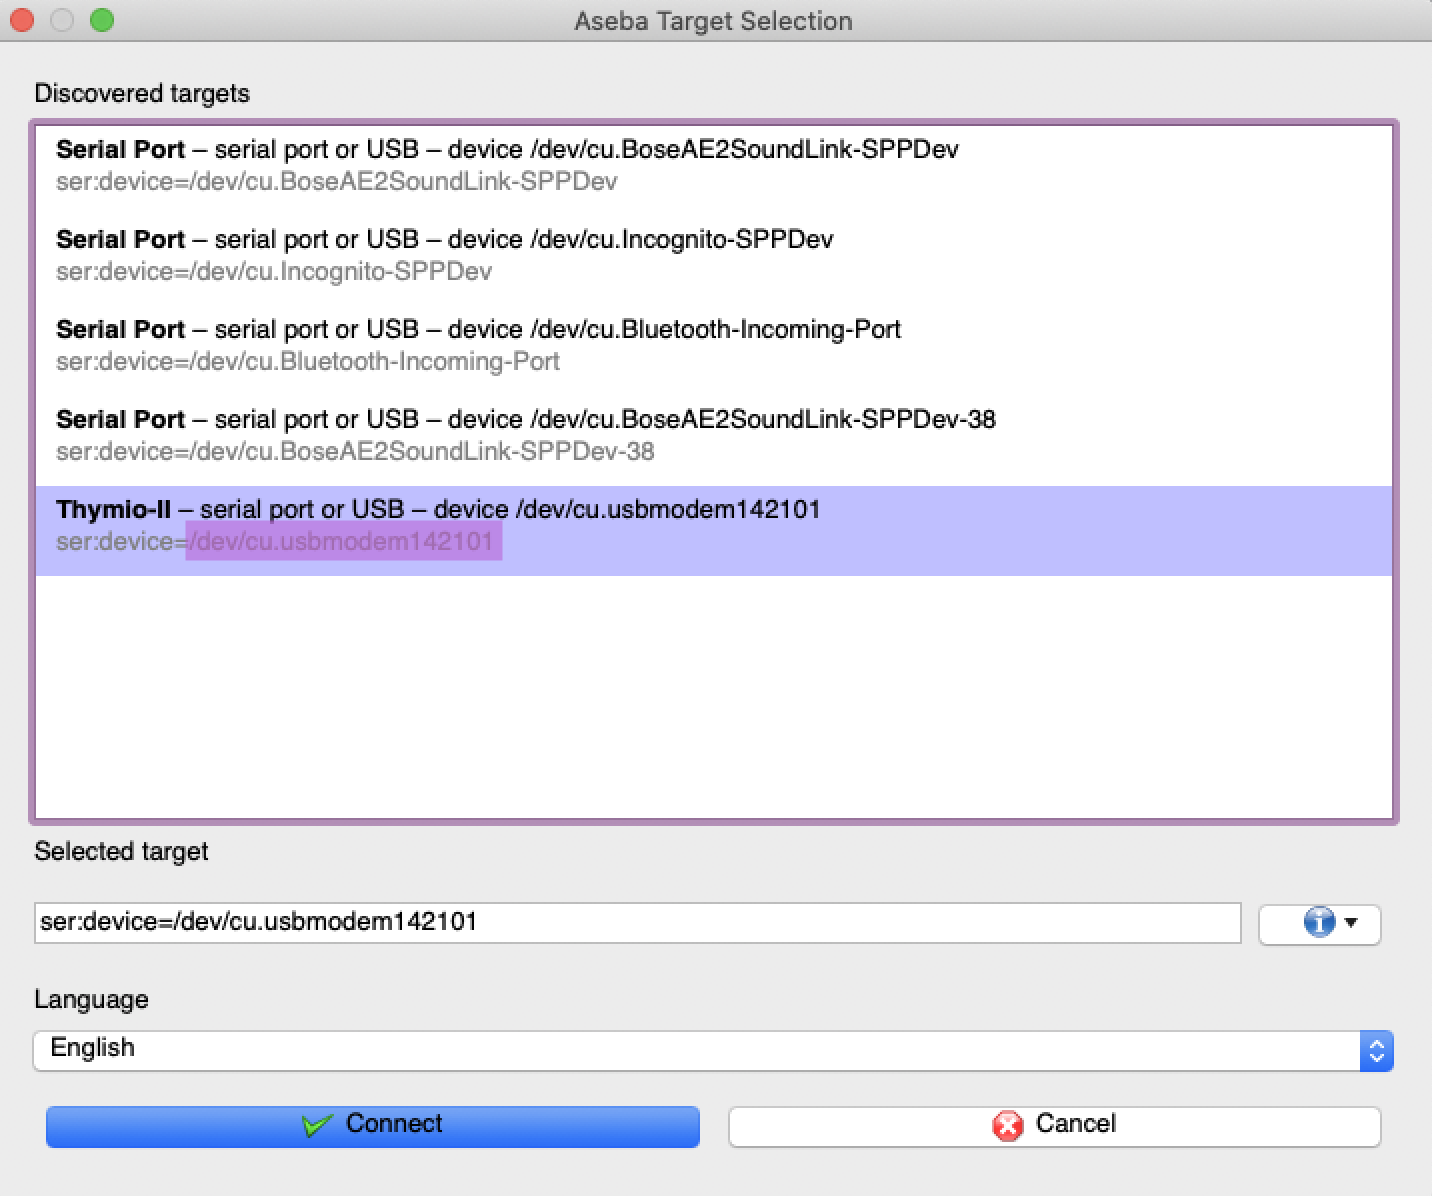 Aseba Target Selection
Discovered targets
Serial Port – serial port or USB – device /dev/cu.BoseAE2SoundLink-SPPDev
ser:device=/dev/cu.BoseAE2SoundLink-SPPDev
Serial Port – serial port or USB – device /dev/cu.Incognito-SPPDev
ser:device=/dev/cu.Incognito-SPPDev
Serial Port – serial port or USB – device /dev/cu.Bluetooth-Incoming-Port
ser:device=/dev/cu.Bluetooth-Incoming-Port
Serial Port – serial port or USB – device /dev/cu.BoseAE2SoundLink-SPPDev-38
ser:device=/dev/cu.BoseAE2SoundLink-SPPDev-38
Thymio-II – serial port or USB – device /dev/cu.usbmodem142101
ser:device=/dev/cu.usbmodem142101
Selected target
ser:device=/dev/cu.usbmodem142101
Language
English
Connect Cancel